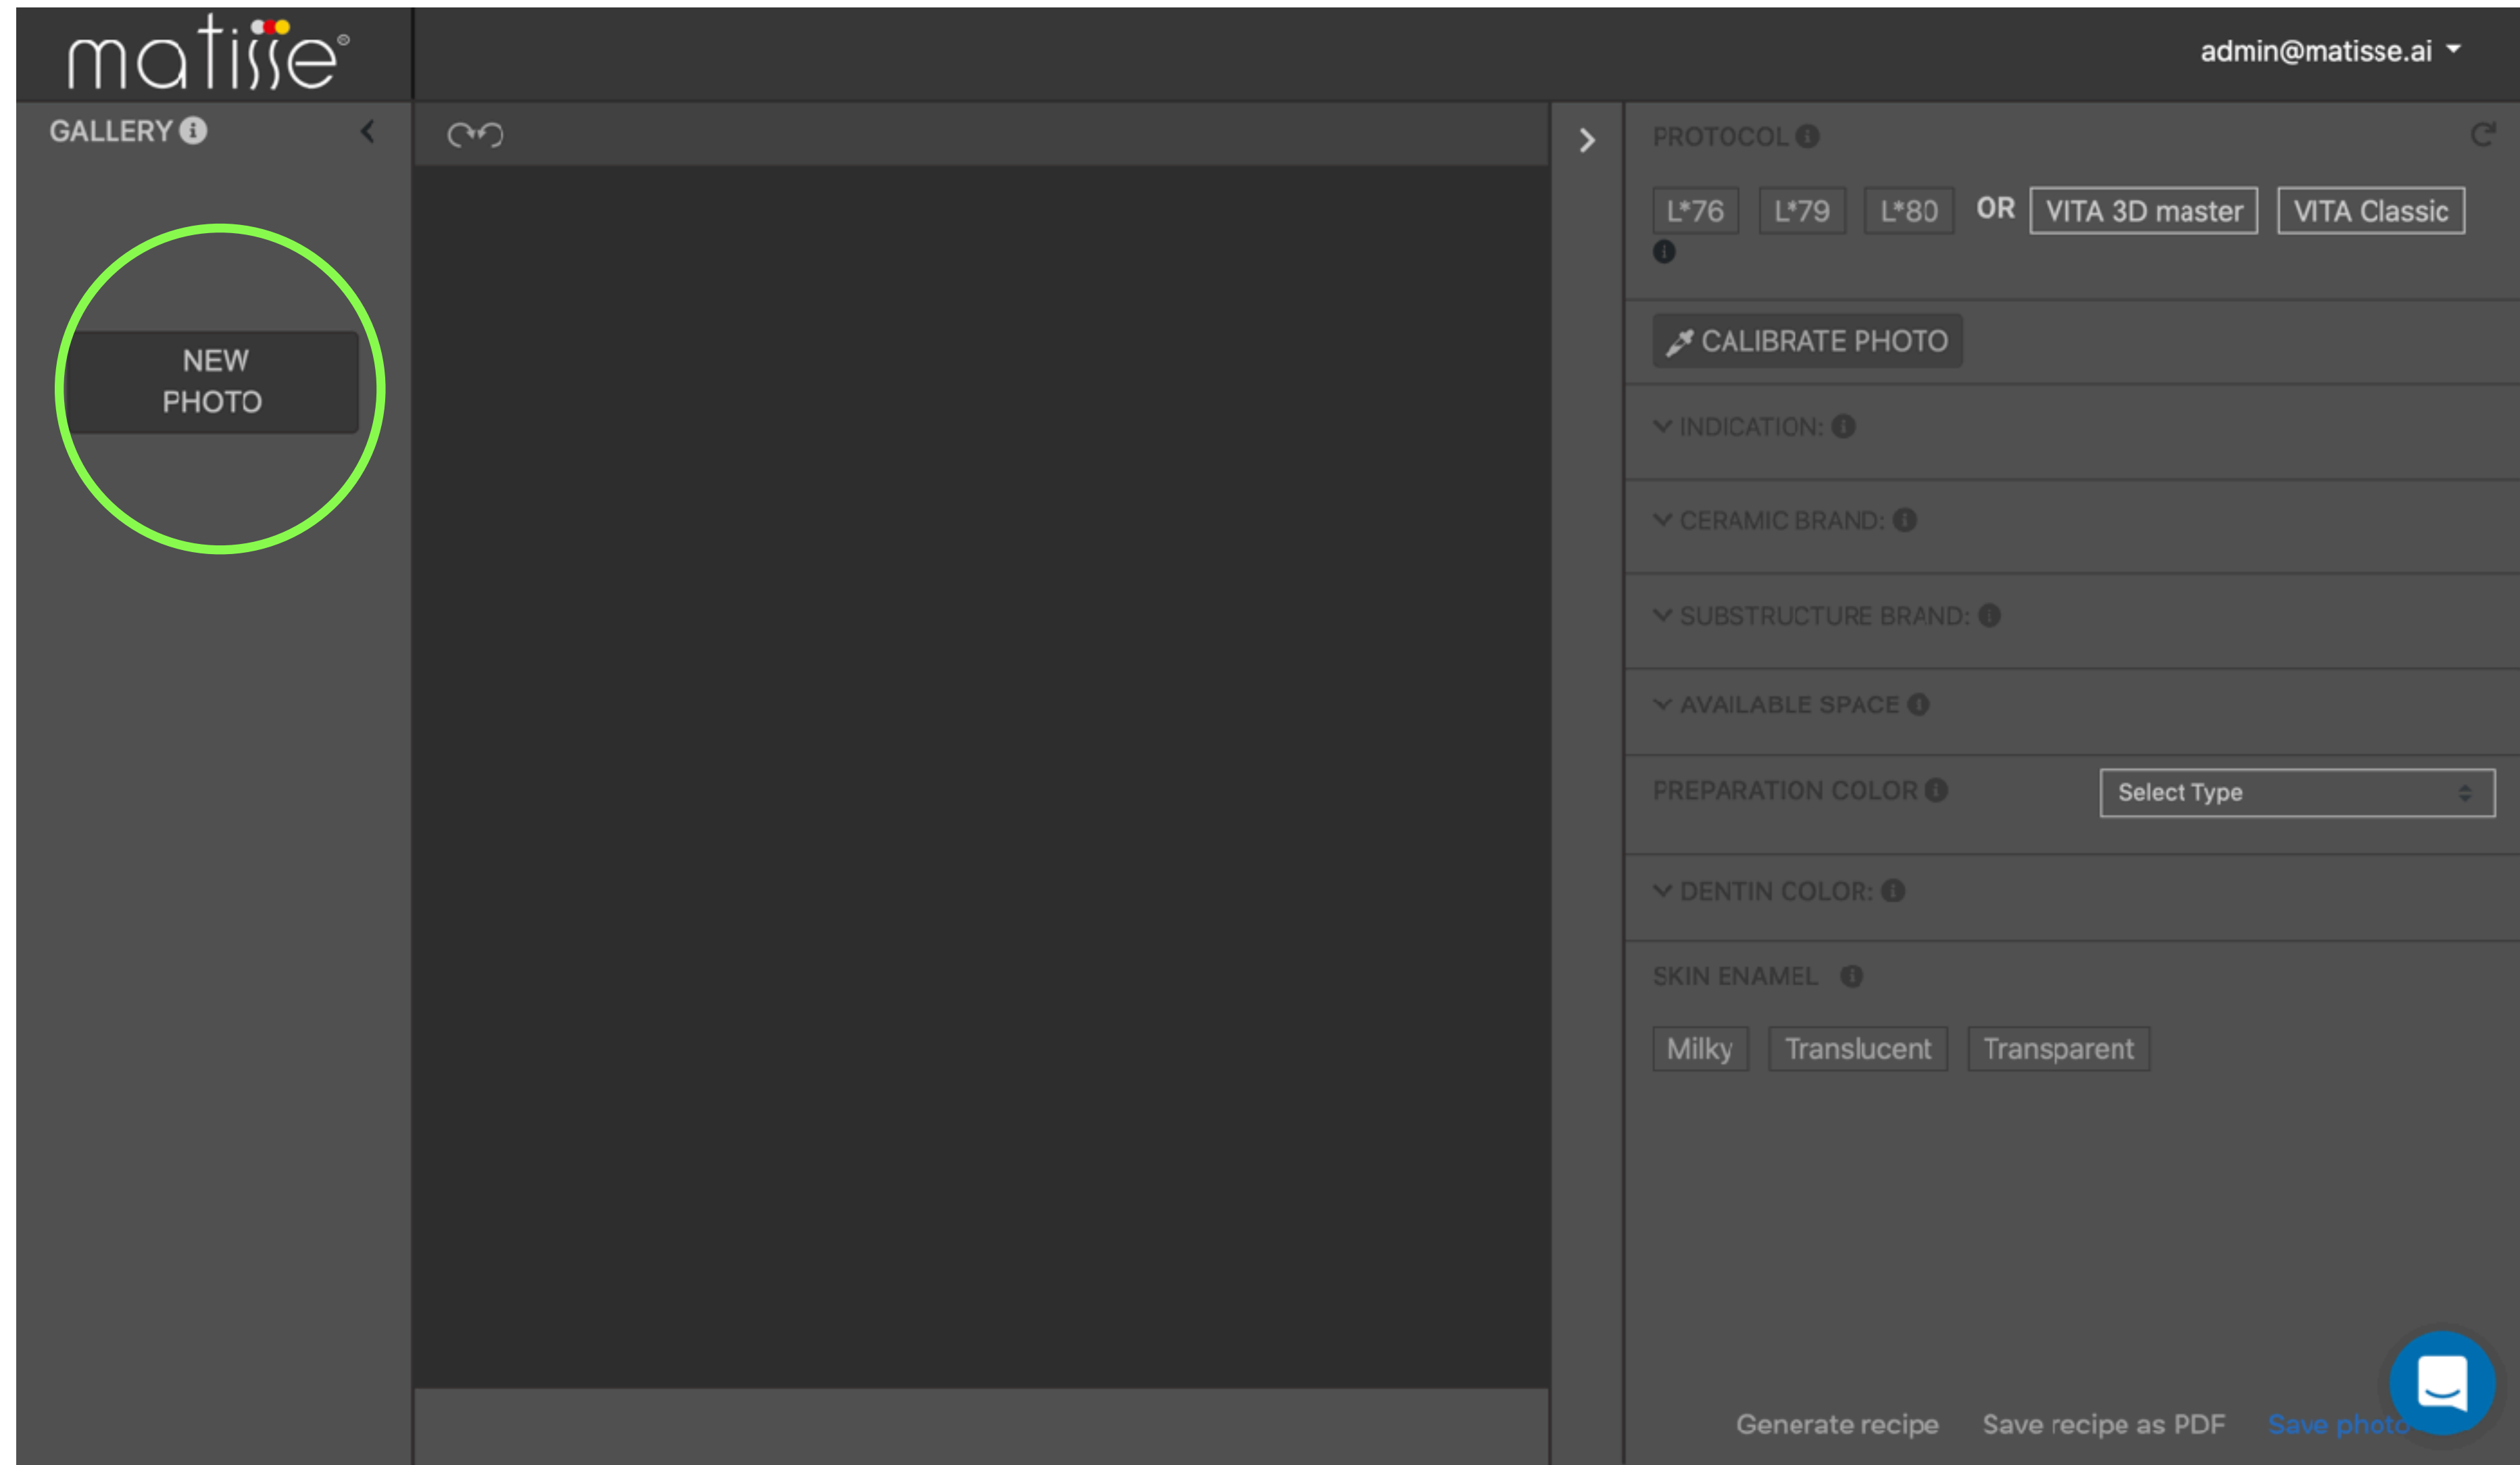 matisse
admin@matisse.ai
GALLERY
NEW
PHOTO
PROTOCOL
L*76 L*79 L*80 OR VITA 3D master VITA Classic
CALIBRATE PHOTO
INDICATION:
CERAMIC BRAND:
SUBSTRUCTURE BRAND:
AVAILABLE SPACE
PREPARATION COLOR Select Type
DENTIN COLOR:
SKIN ENAMEL
Milky Translucent Transparent
Generate recipe Save recipe as PDF Save photo